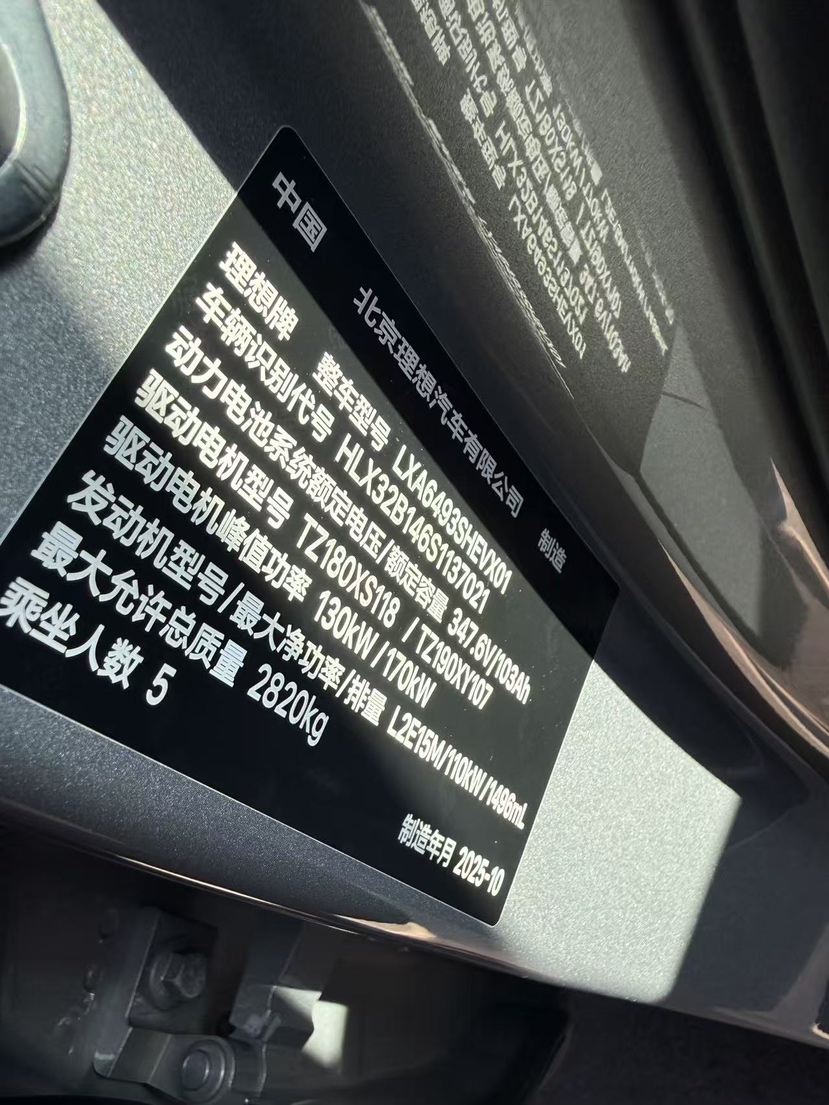 中国 北京理想汽车有限公司 制造
理想牌 整车型号 LXA6493SHEVX01
车辆识别代号 HLX32B146S1137021
动力电池系统额定电压/额定容量 347.6V/103Ah
驱动电机型号 TZ180XS118 /TZ190XY107
驱动电机峰值功率 130kW/170kW
发动机型号/最大净功率/排量 L2E15M/110kW/1496mL
最大允许总质量 2820kg
乘坐人数 5
制造年月 2025-10